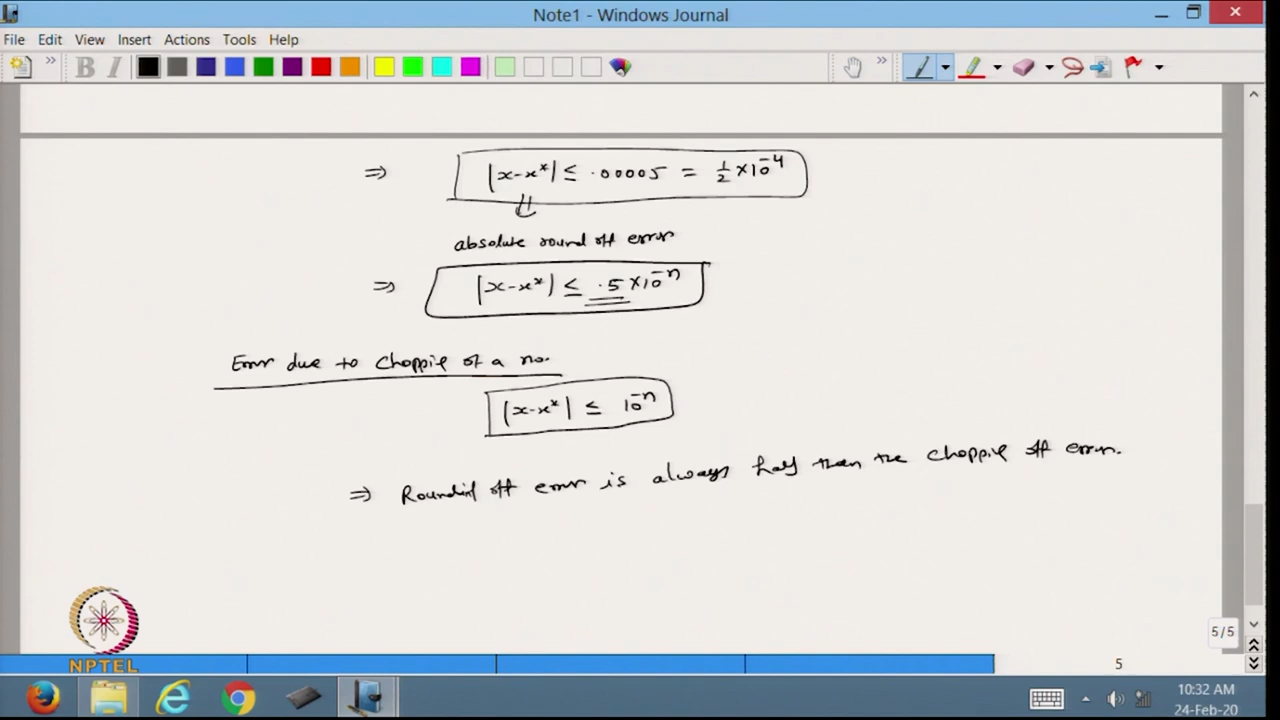 Note1 - Windows Journal
File Edit View Insert Actions Tools Help
⇒ |x-x*| ≤ .00005 = 1/2 ×10^-4
absolute round off error
⇒ |x-x*| ≤ .5×10^-n
Error due to Choppig of a no.
|x-x*| ≤ 10^-n
⇒ Rounding off error is always half than the Choppig off error.
5/5
NPTEL
5
10:32 AM
24-Feb-20